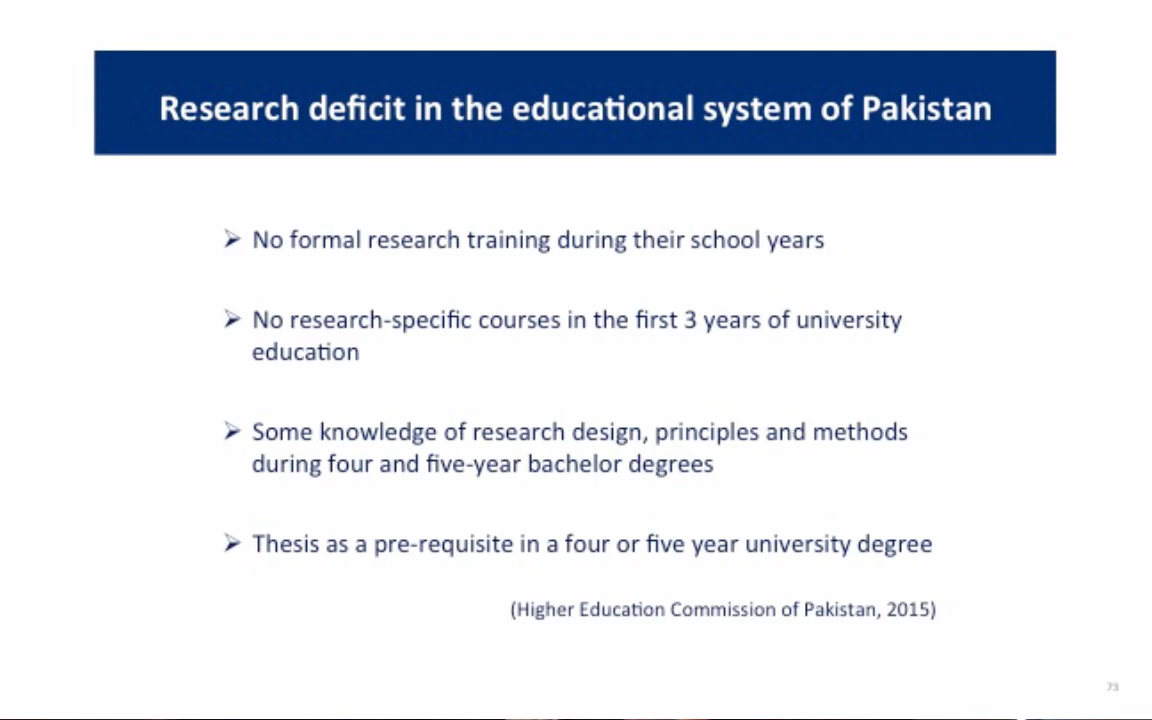 Research deficit in the educational system of Pakistan
➢ No formal research training during their school years
➢ No research-specific courses in the first 3 years of university
education
➢ Some knowledge of research design, principles and methods
during four and five-year bachelor degrees
➢ Thesis as a pre-requisite in a four or five year university degree
(Higher Education Commission of Pakistan, 2015)
73